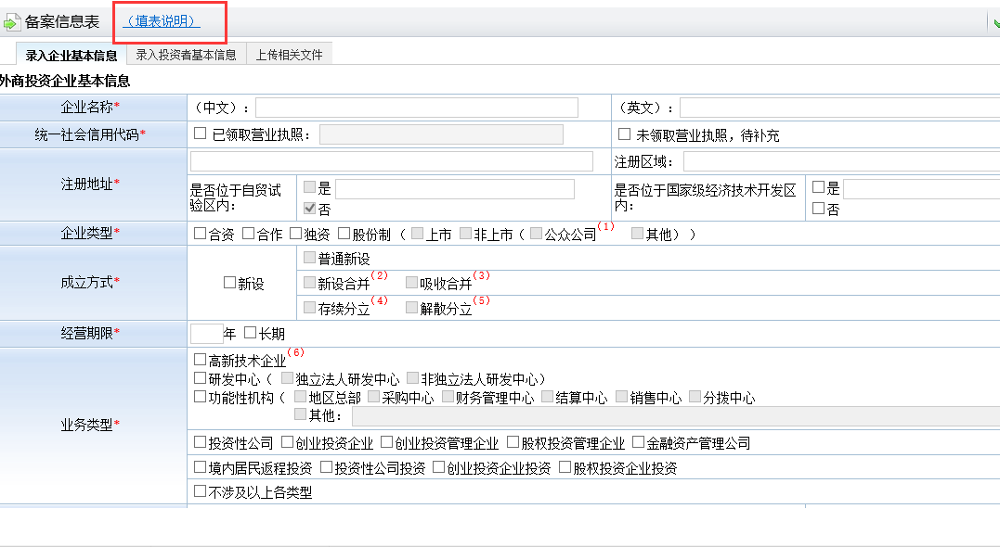 备案信息表 （填表说明）
录入企业基本信息 录入投资者基本信息 上传相关文件
外商投资企业基本信息
企业名称* （中文）： （英文）：
统一社会信用代码* 已领取营业执照： 未领取营业执照，待补充
注册地址* 注册区域：
是否位于自贸试验区内： 是 否 是否位于国家级经济技术开发区内： 是 否
企业类型* 合资 合作 独资 股份制（ 上市 非上市（ 公众公司(1) 其他））
成立方式* 新设 普通新设
新设合并(2) 吸收合并(3)
存续分立(4) 解散分立(5)
经营期限* 年 长期
业务类型* 高新技术企业(6)
研发中心（ 独立法人研发中心 非独立法人研发中心）
功能性机构（ 地区总部 采购中心 财务管理中心 结算中心 销售中心 分拨中心
其他：
投资性公司 创业投资企业 创业投资管理企业 股权投资管理企业 金融资产管理公司
境内居民返程投资 投资性公司投资 创业投资企业投资 股权投资企业投资
不涉及以上各类型